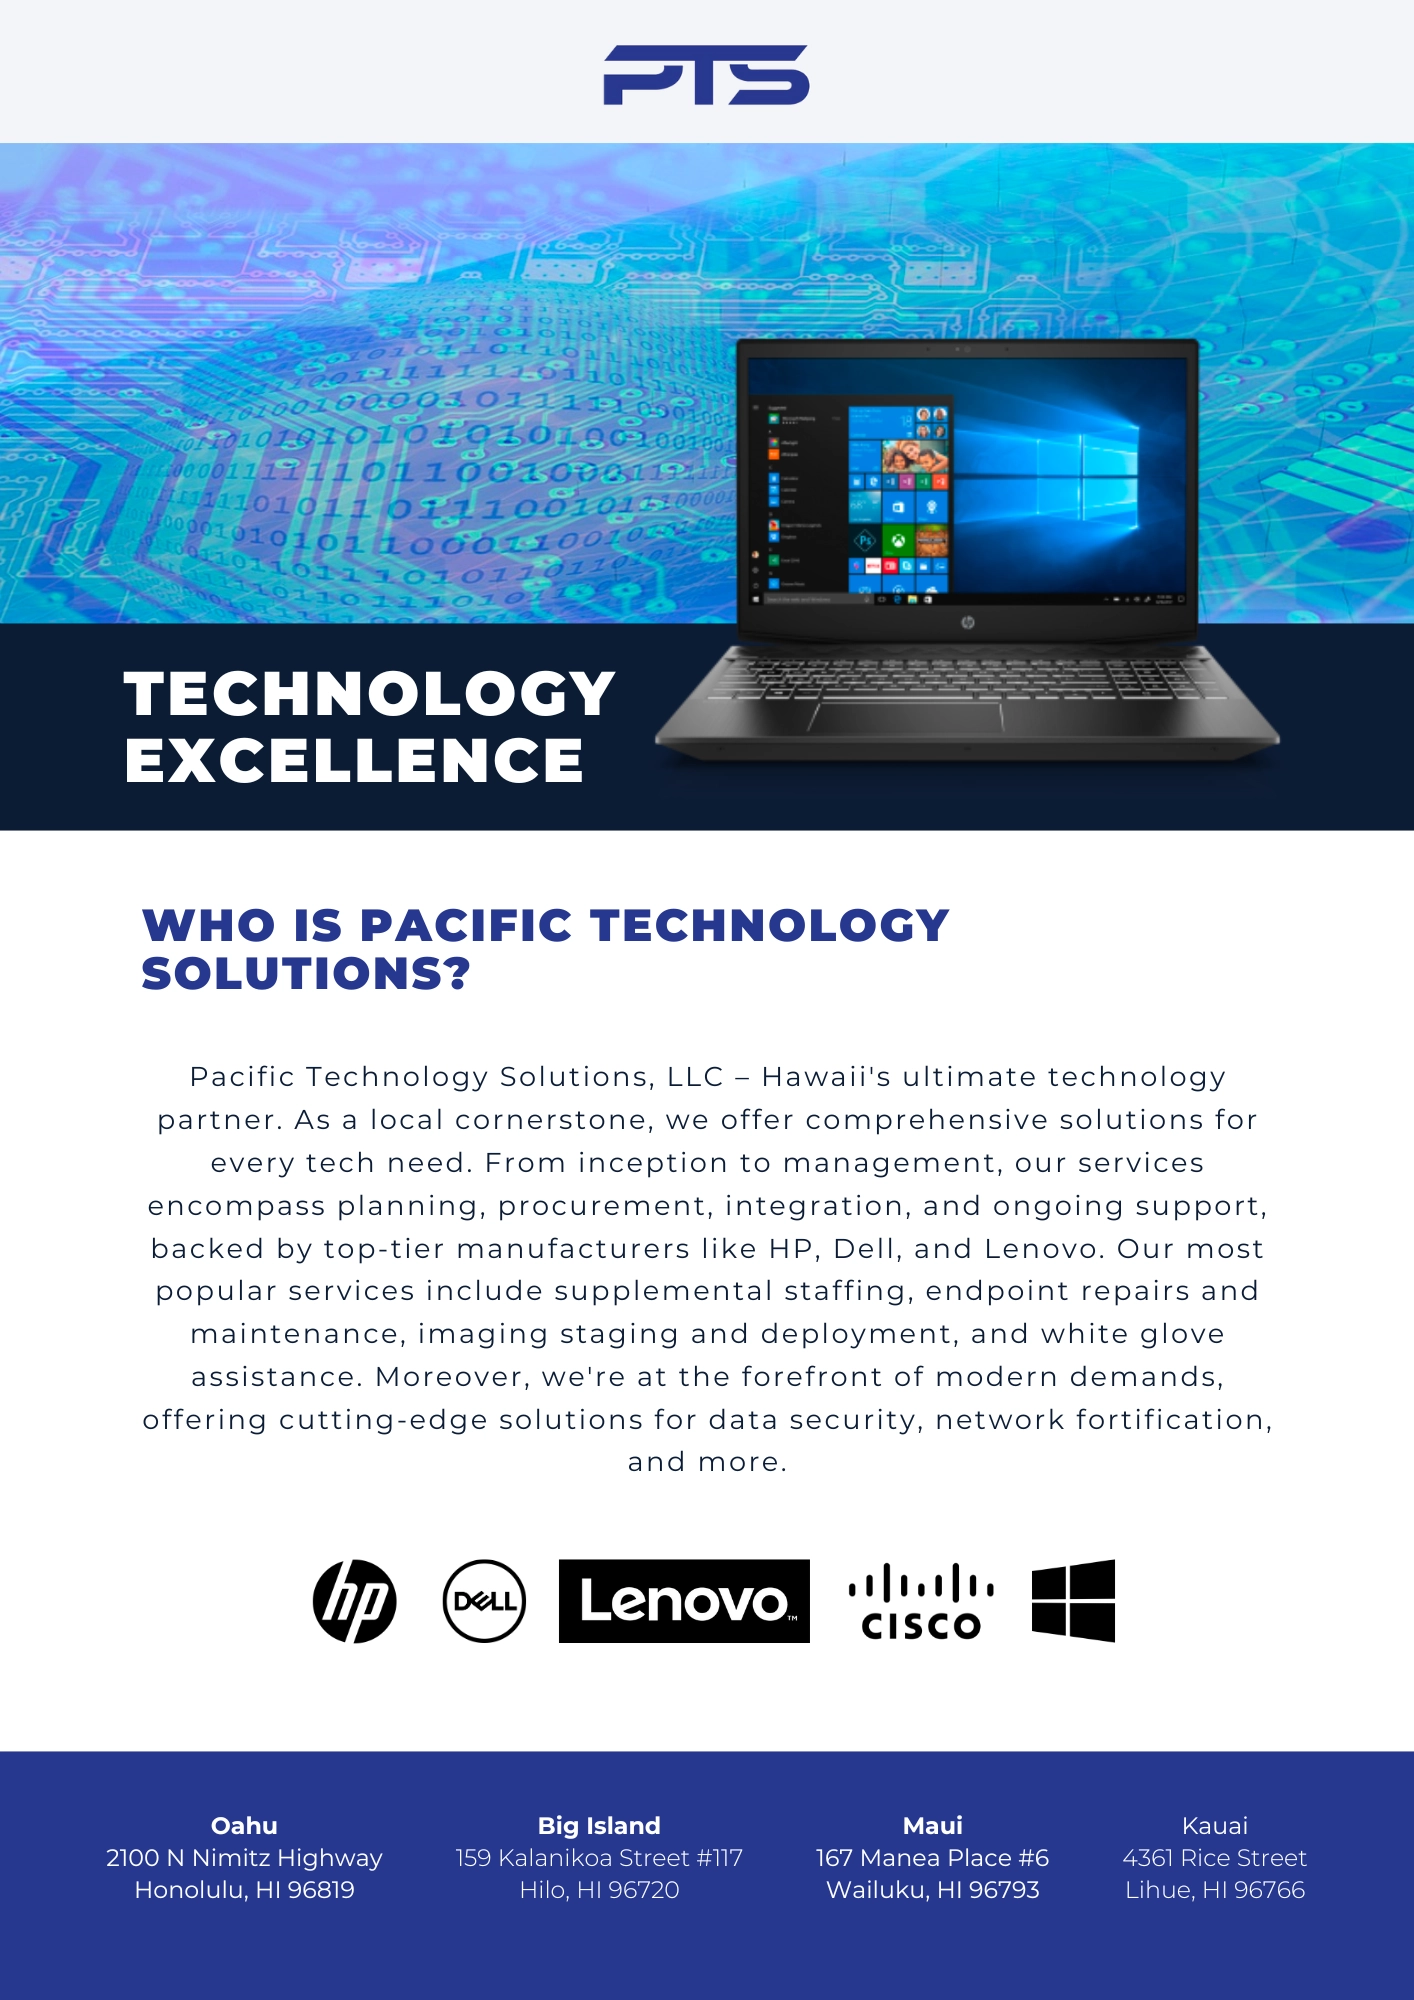 PTS
TECHNOLOGY
EXCELLENCE
WHO IS PACIFIC TECHNOLOGY
SOLUTIONS?
Pacific Technology Solutions, LLC – Hawaii's ultimate technology
partner. As a local cornerstone, we offer comprehensive solutions for
every tech need. From inception to management, our services
encompass planning, procurement, integration, and ongoing support,
backed by top-tier manufacturers like HP, Dell, and Lenovo. Our most
popular services include supplemental staffing, endpoint repairs and
maintenance, imaging staging and deployment, and white glove
assistance. Moreover, we're at the forefront of modern demands,
offering cutting-edge solutions for data security, network fortification,
and more.
hp DELL Lenovo™ CISCO
Oahu
2100 N Nimitz Highway
Honolulu, HI 96819
Big Island
159 Kalanikoa Street #117
Hilo, HI 96720
Maui
167 Manea Place #6
Wailuku, HI 96793
Kauai
4361 Rice Street
Lihue, HI 96766